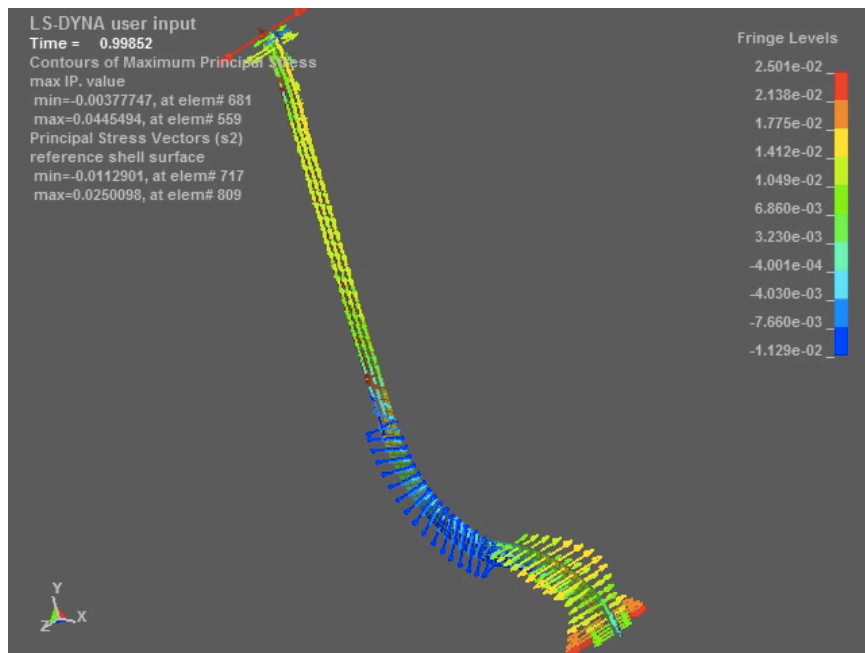 LS-DYNA user input
Time = 0.99852
Contours of Maximum Principal Stress
max IP. value
min=-0.00377747, at elem# 681
max=0.0445494, at elem# 559
Principal Stress Vectors (s2)
reference shell surface
min=-0.0112901, at elem# 717
max=0.0250098, at elem# 809
Fringe Levels
2.501e-02
2.138e-02
1.775e-02
1.412e-02
1.049e-02
6.860e-03
3.230e-03
-4.001e-04
-4.030e-03
-7.660e-03
-1.129e-02
Y
Z
X